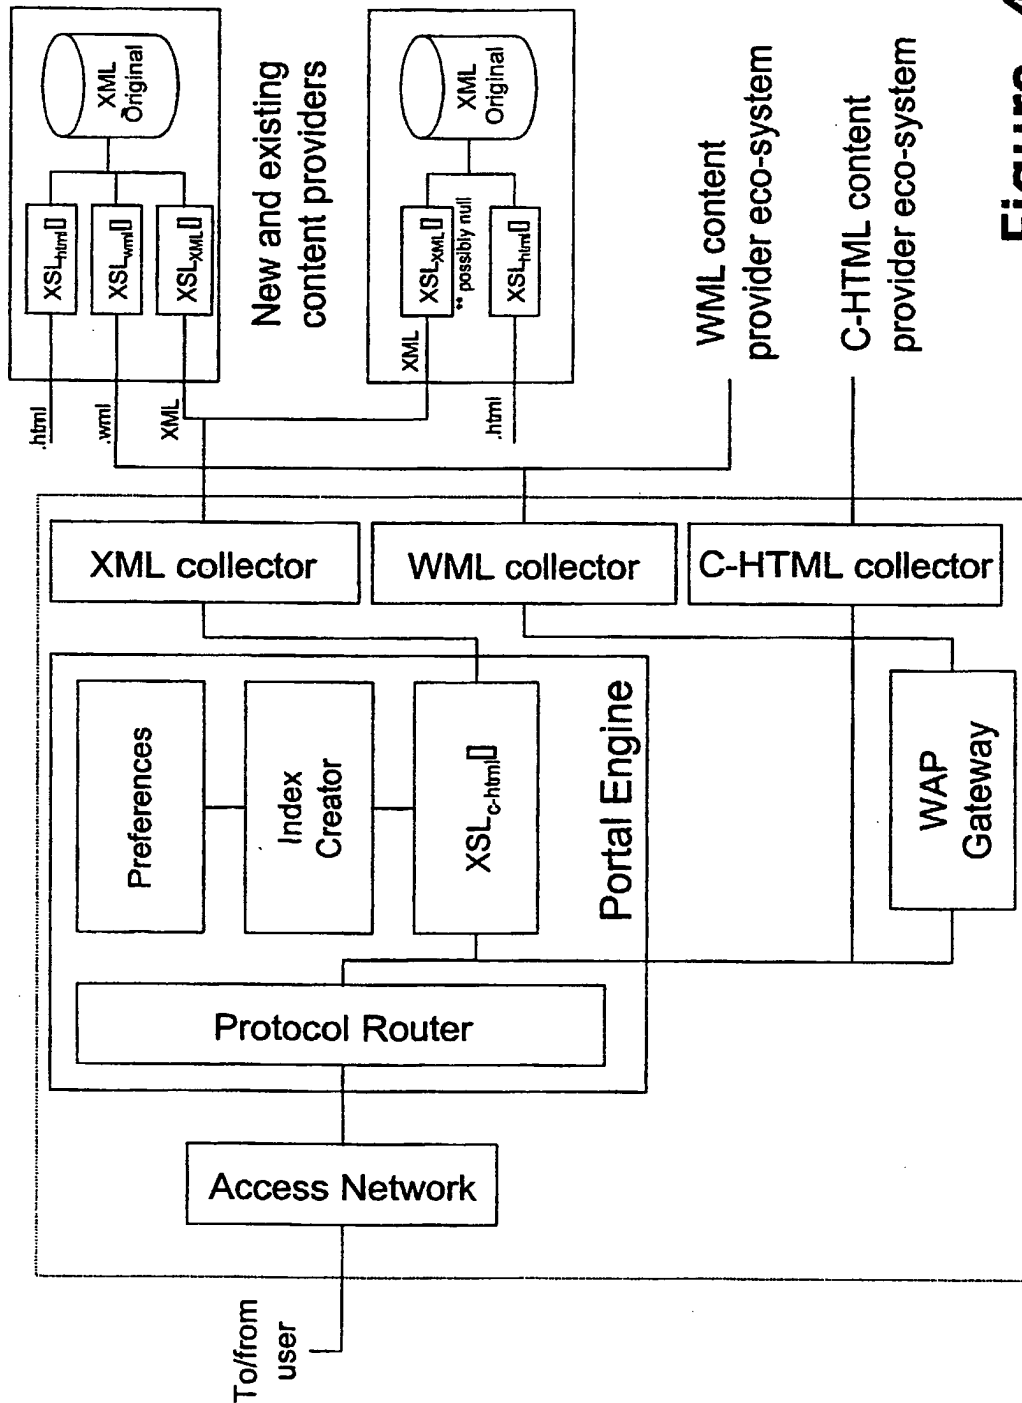 To/from
user
Access Network
Protocol Router
Preferences
Index
Creator
XSLc-html[]
Portal Engine
WAP
Gateway
XML collector
WML collector
C-HTML collector
.html
.wml
XML
XSLhtml[]
XSLwml[]
XSLXML[]
XML
Original
New and existing
content providers
XML
.html
XSLXML[]
** possibly null
XSLhtml[]
XML
Original
WML content
provider eco-system
C-HTML content
provider eco-system
Figure